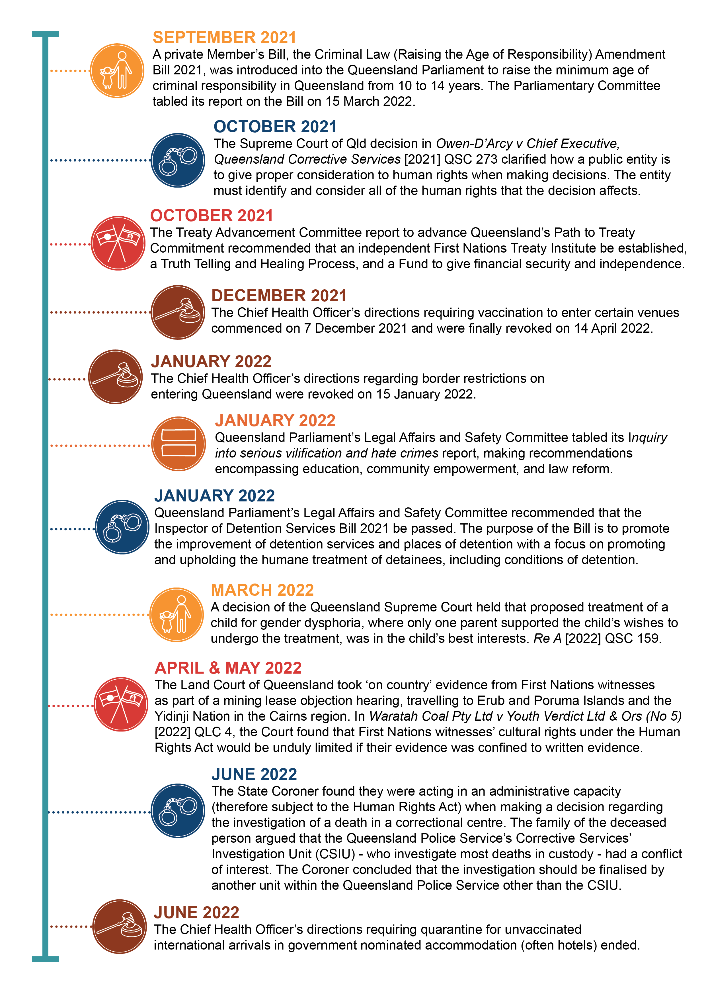 SEPTEMBER 2021
A private Member’s Bill, the Criminal Law (Raising the Age of Responsibility) Amendment
Bill 2021, was introduced into the Queensland Parliament to raise the minimum age of
criminal responsibility in Queensland from 10 to 14 years. The Parliamentary Committee
tabled its report on the Bill on 15 March 2022.
OCTOBER 2021
The Supreme Court of Qld decision in Owen-D’Arcy v Chief Executive,
Queensland Corrective Services [2021] QSC 273 clarified how a public entity is
to give proper consideration to human rights when making decisions. The entity
must identify and consider all of the human rights that the decision affects.
OCTOBER 2021
The Treaty Advancement Committee report to advance Queensland’s Path to Treaty
Commitment recommended that an independent First Nations Treaty Institute be established,
a Truth Telling and Healing Process, and a Fund to give financial security and independence.
DECEMBER 2021
The Chief Health Officer’s directions requiring vaccination to enter certain venues
commenced on 7 December 2021 and were finally revoked on 14 April 2022.
JANUARY 2022
The Chief Health Officer’s directions regarding border restrictions on
entering Queensland were revoked on 15 January 2022.
JANUARY 2022
Queensland Parliament’s Legal Affairs and Safety Committee tabled its Inquiry
into serious vilification and hate crimes report, making recommendations
encompassing education, community empowerment, and law reform.
JANUARY 2022
Queensland Parliament’s Legal Affairs and Safety Committee recommended that the
Inspector of Detention Services Bill 2021 be passed. The purpose of the Bill is to promote
the improvement of detention services and places of detention with a focus on promoting
and upholding the humane treatment of detainees, including conditions of detention.
MARCH 2022
A decision of the Queensland Supreme Court held that proposed treatment of a
child for gender dysphoria, where only one parent supported the child’s wishes to
undergo the treatment, was in the child’s best interests. Re A [2022] QSC 159.
APRIL & MAY 2022
The Land Court of Queensland took ‘on country’ evidence from First Nations witnesses
as part of a mining lease objection hearing, travelling to Erub and Poruma Islands and the
Yidinji Nation in the Cairns region. In Waratah Coal Pty Ltd v Youth Verdict Ltd & Ors (No 5)
[2022] QLC 4, the Court found that First Nations witnesses’ cultural rights under the Human
Rights Act would be unduly limited if their evidence was confined to written evidence.
JUNE 2022
The State Coroner found they were acting in an administrative capacity
(therefore subject to the Human Rights Act) when making a decision regarding
the investigation of a death in a correctional centre. The family of the deceased
person argued that the Queensland Police Service’s Corrective Services’
Investigation Unit (CSIU) - who investigate most deaths in custody - had a conflict
of interest. The Coroner concluded that the investigation should be finalised by
another unit within the Queensland Police Service other than the CSIU.
JUNE 2022
The Chief Health Officer’s directions requiring quarantine for unvaccinated
international arrivals in government nominated accommodation (often hotels) ended.